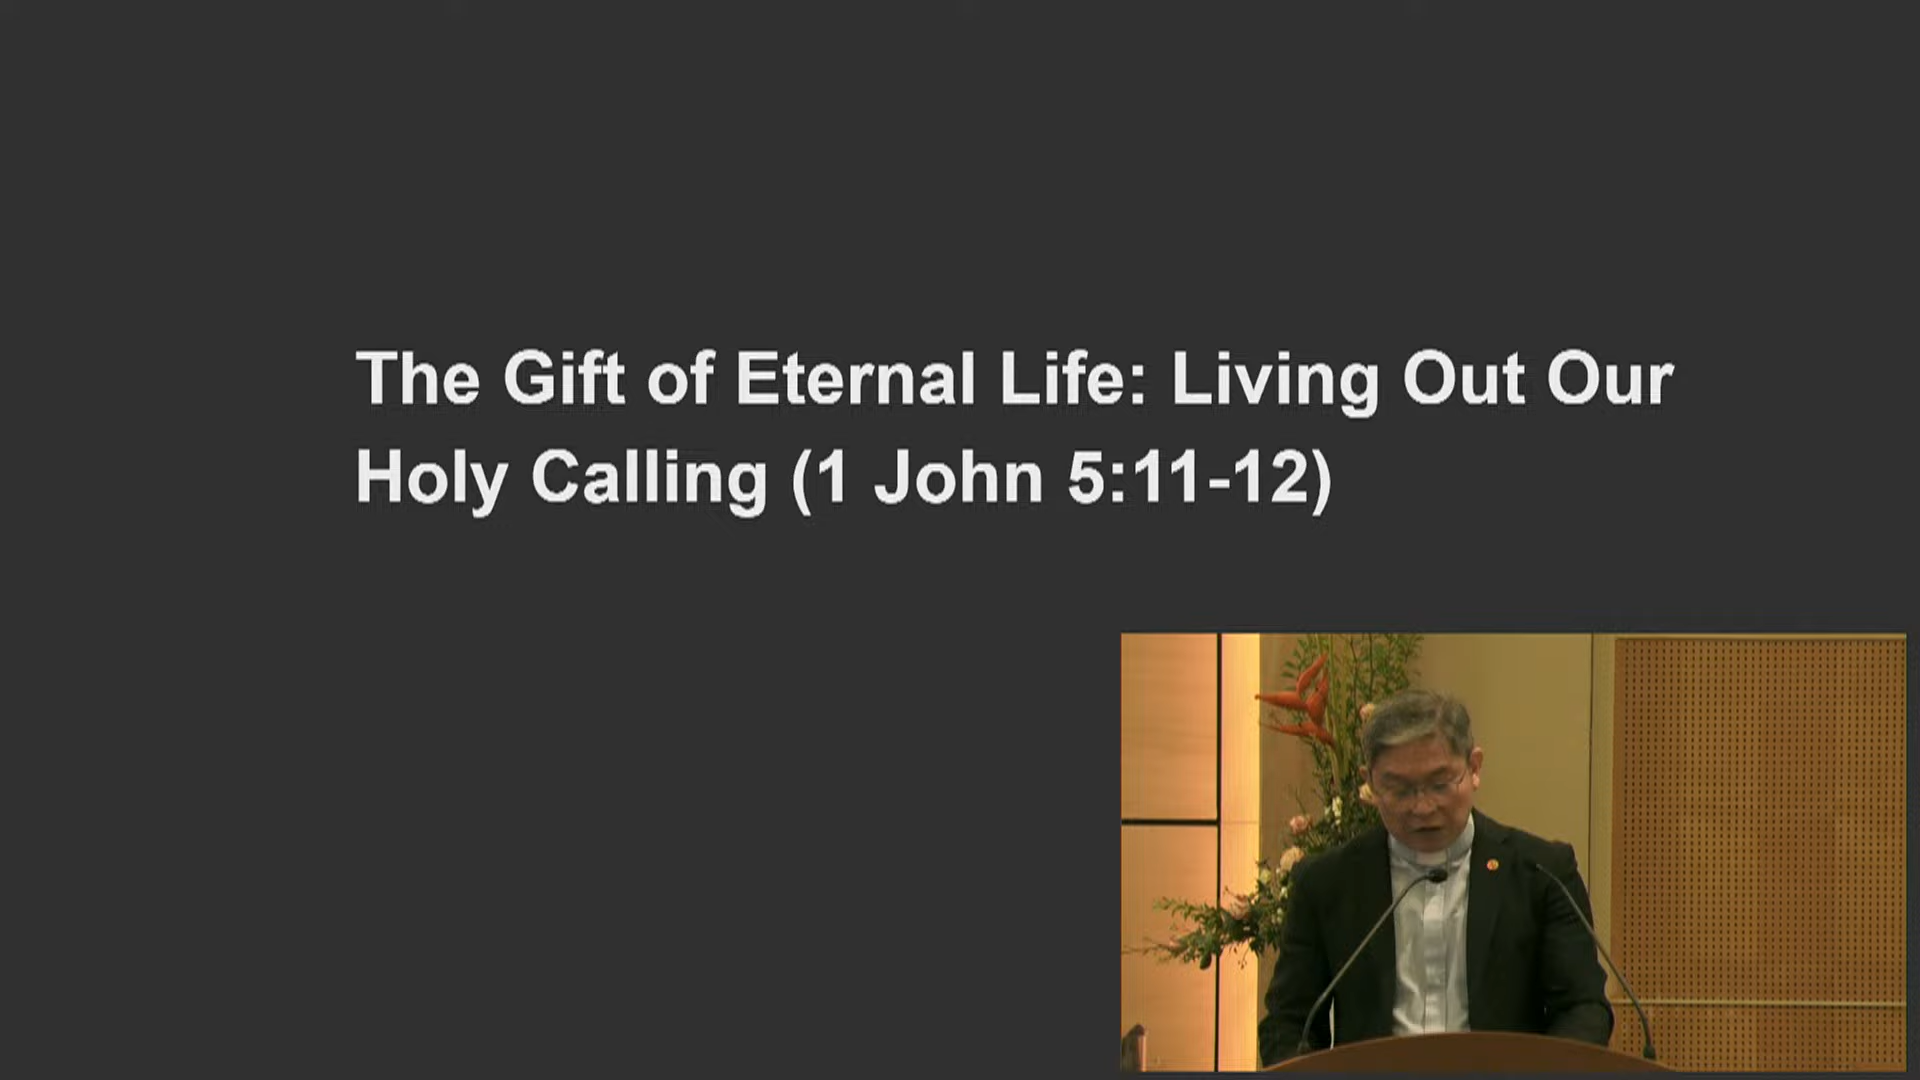 The Gift of Eternal Life: Living Out Our
Holy Calling (1 John 5:11-12)